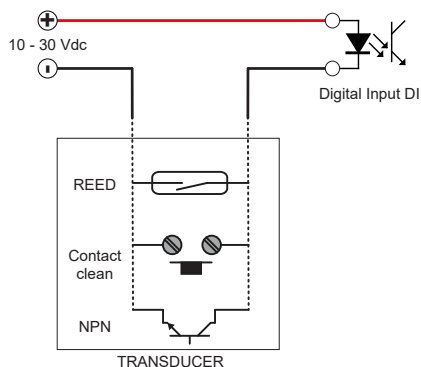 10 - 30 Vdc
Digital Input DI
REED
Contact
clean
NPN
TRANSDUCER